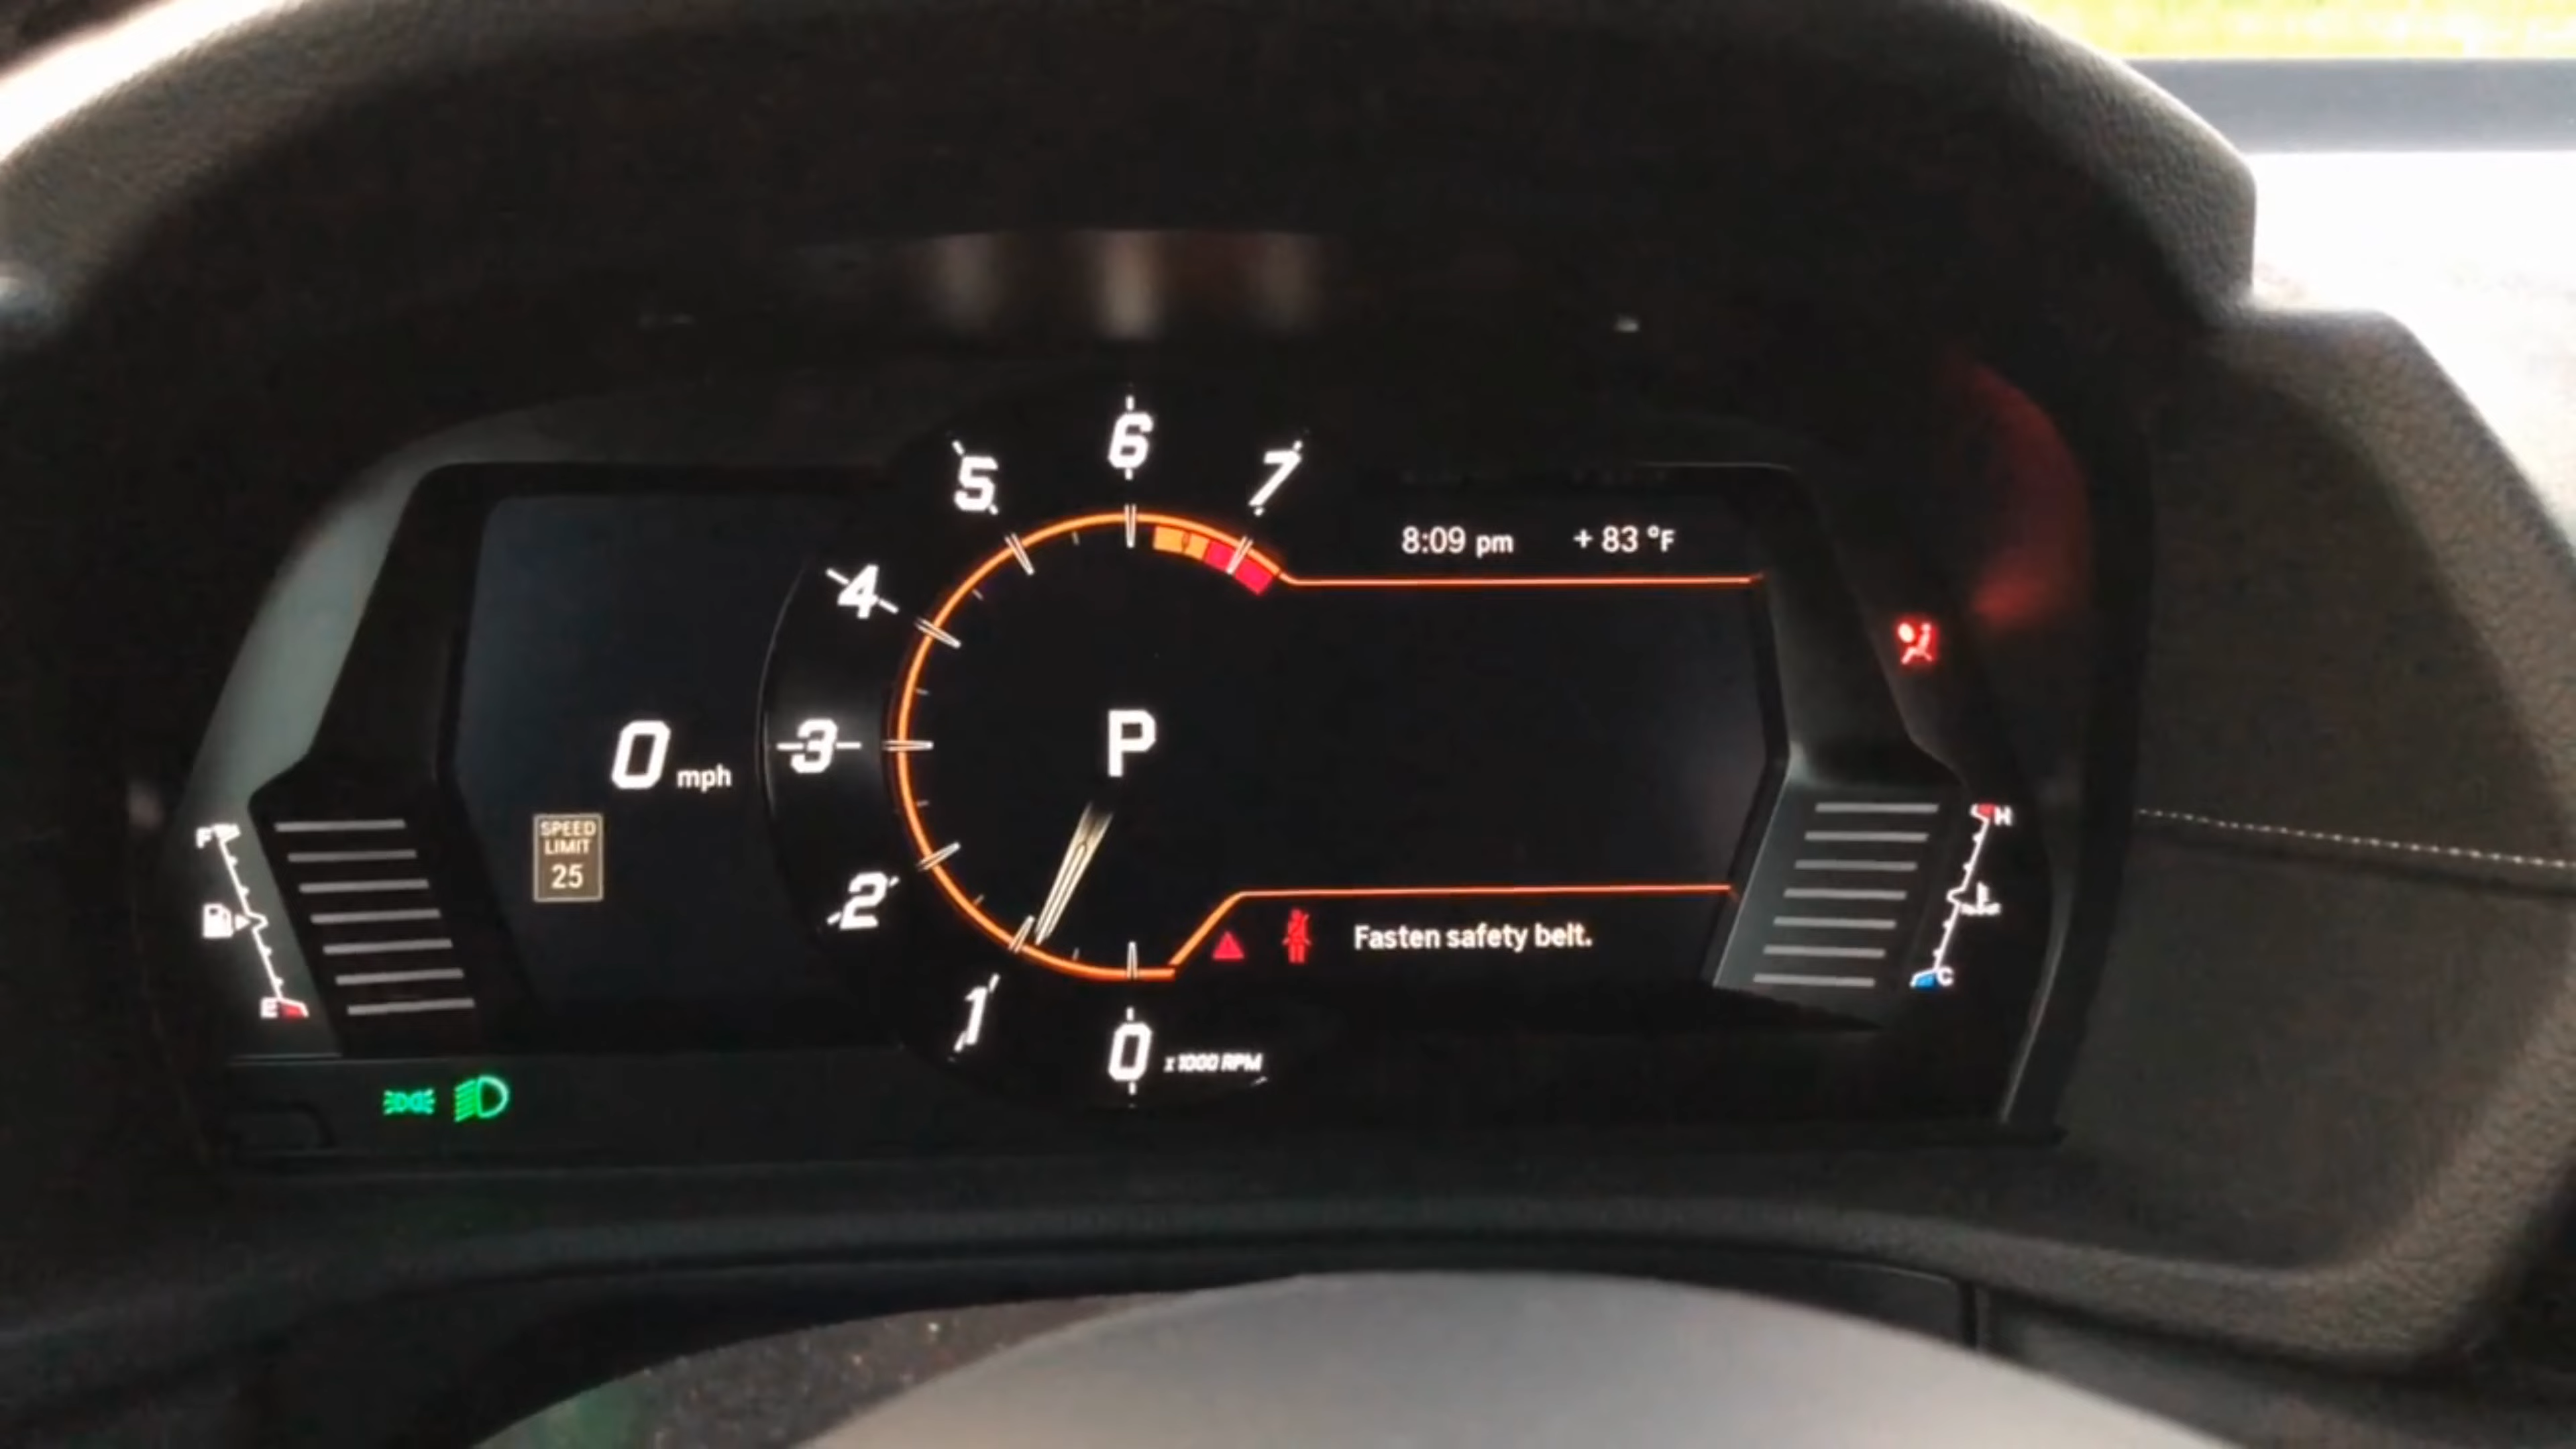 6
5
7
8:09 pm + 83 °F
4
3
P
0 mph
F
H
SPEED
LIMIT
25
2
Fasten safety belt.
C
E
1
0 x 1000 RPM